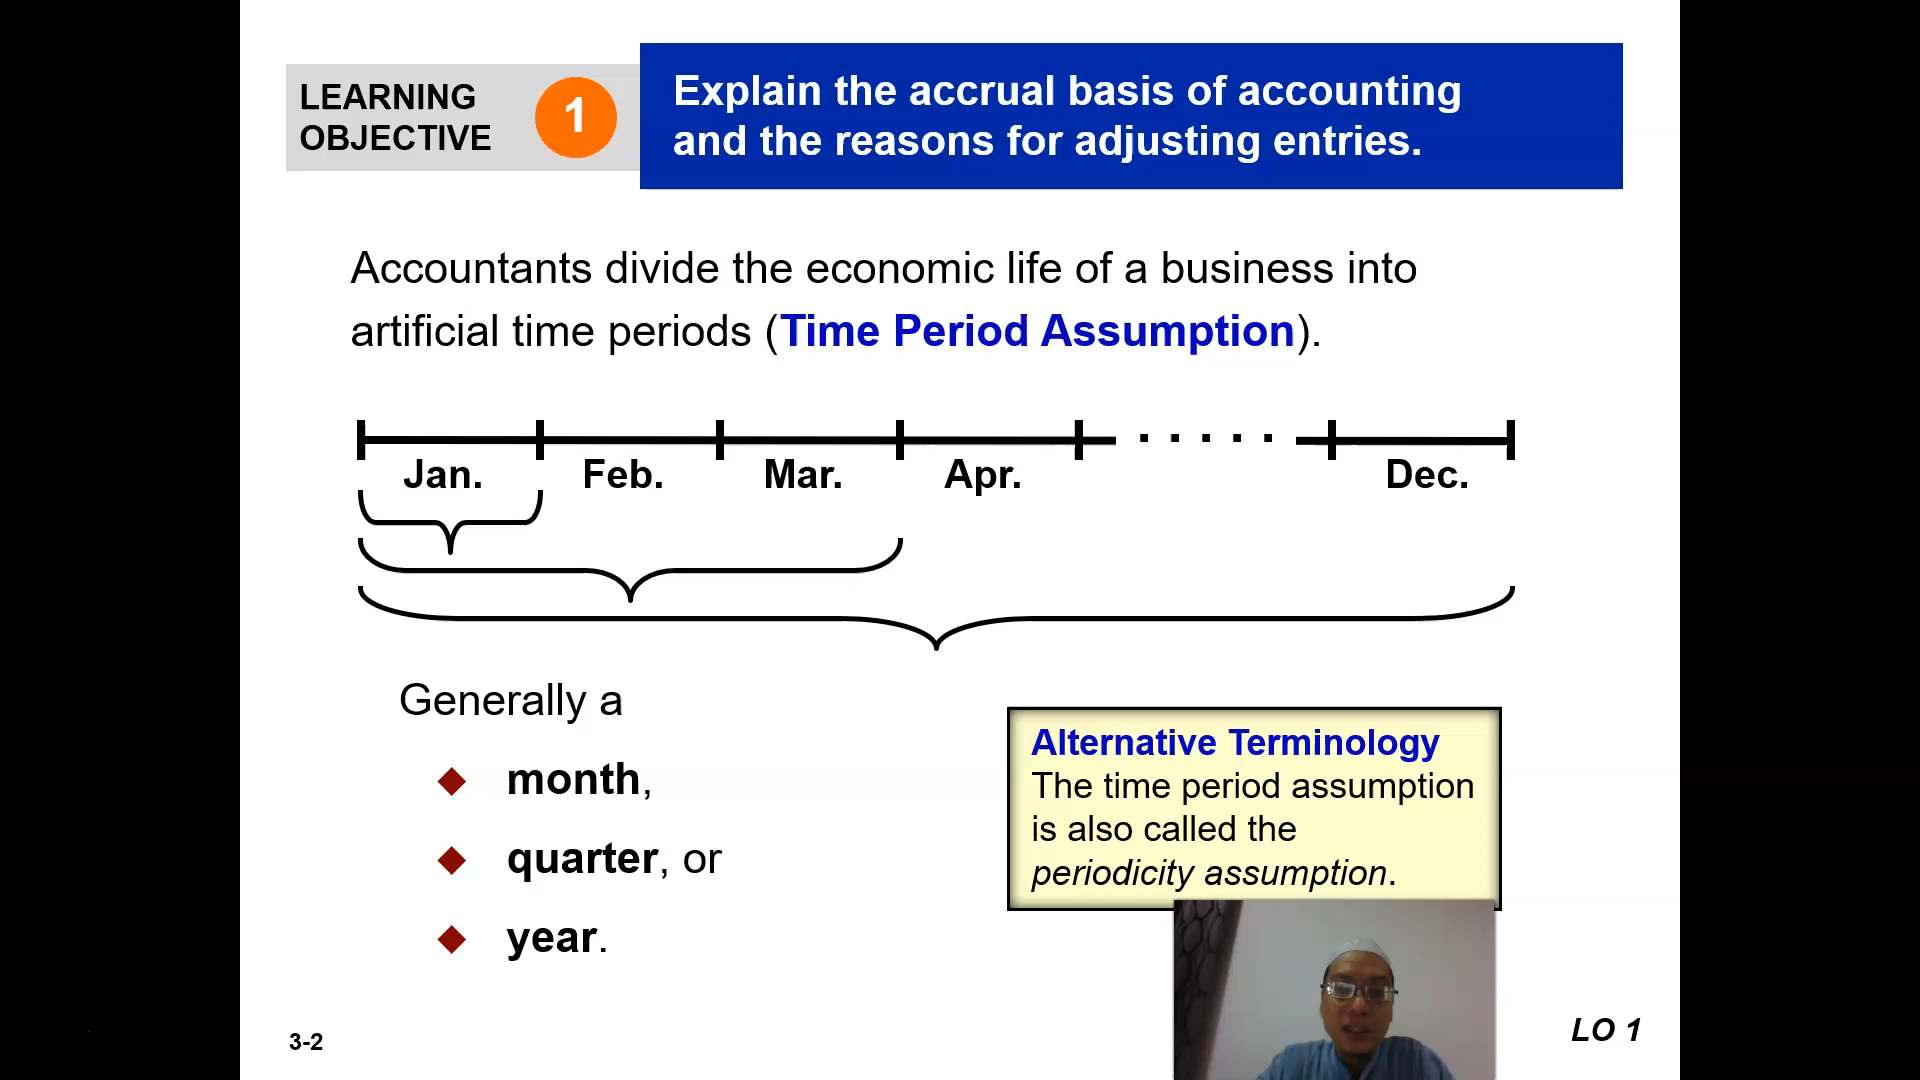 LEARNING
OBJECTIVE
1
Explain the accrual basis of accounting
and the reasons for adjusting entries.
Accountants divide the economic life of a business into
artificial time periods (Time Period Assumption).
Jan. Feb. Mar. Apr. ..... Dec.
Generally a
month,
quarter, or
year.
Alternative Terminology
The time period assumption
is also called the
periodicity assumption.
3-2
LO 1